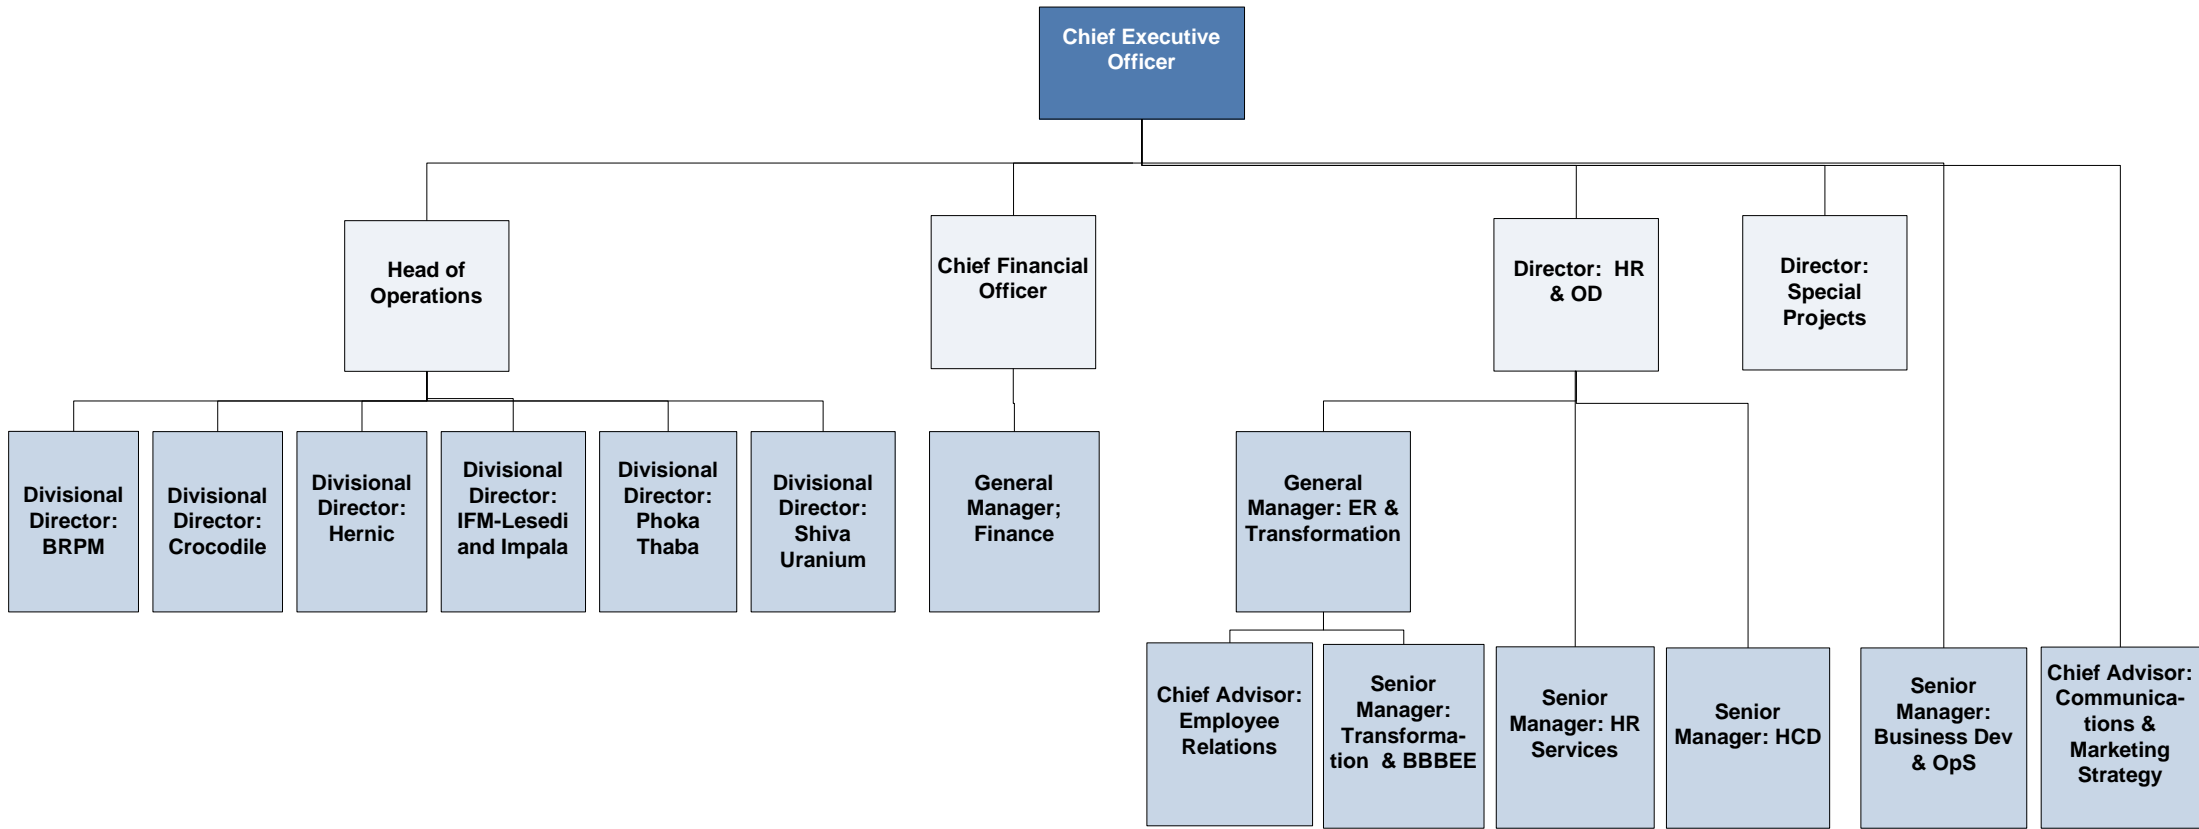 Chief Executive
Officer
Head of
Operations
Chief Financial
Officer
Director:  HR
& OD
Director:
Special
Projects
Divisional
Director:
BRPM
Divisional
Director:
Crocodile
Divisional
Director:
Hernic
Divisional
Director:
IFM-Lesedi
and Impala
Divisional
Director:
Phoka
Thaba
Divisional
Director:
Shiva
Uranium
General
Manager;
Finance
General
Manager: ER &
Transformation
Chief Advisor:
Employee
Relations
Senior
Manager:
Transforma-
tion  & BBBEE
Senior
Manager: HR
Services
Senior
Manager: HCD
Senior
Manager:
Business Dev
& OpS
Chief Advisor:
Communica-
tions &
Marketing
Strategy